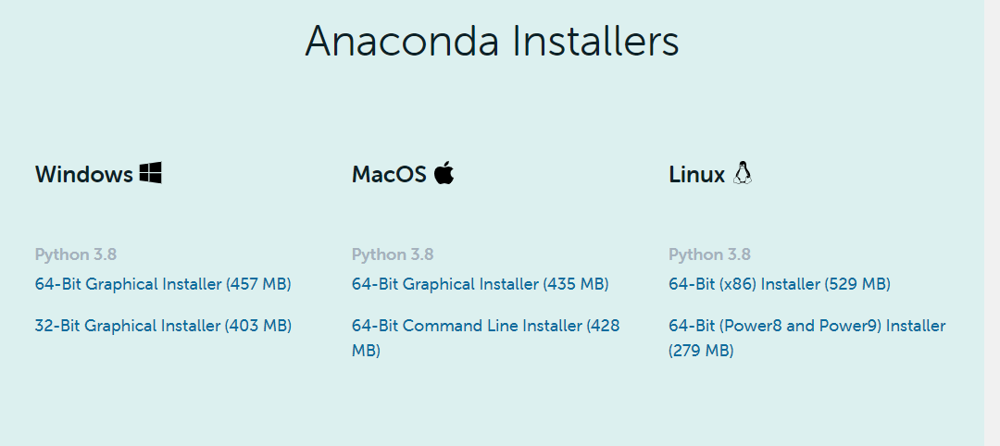 Anaconda Installers
Windows
Python 3.8
64-Bit Graphical Installer (457 MB)
32-Bit Graphical Installer (403 MB)
MacOS
Python 3.8
64-Bit Graphical Installer (435 MB)
64-Bit Command Line Installer (428
MB)
Linux
Python 3.8
64-Bit (x86) Installer (529 MB)
64-Bit (Power8 and Power9) Installer
(279 MB)